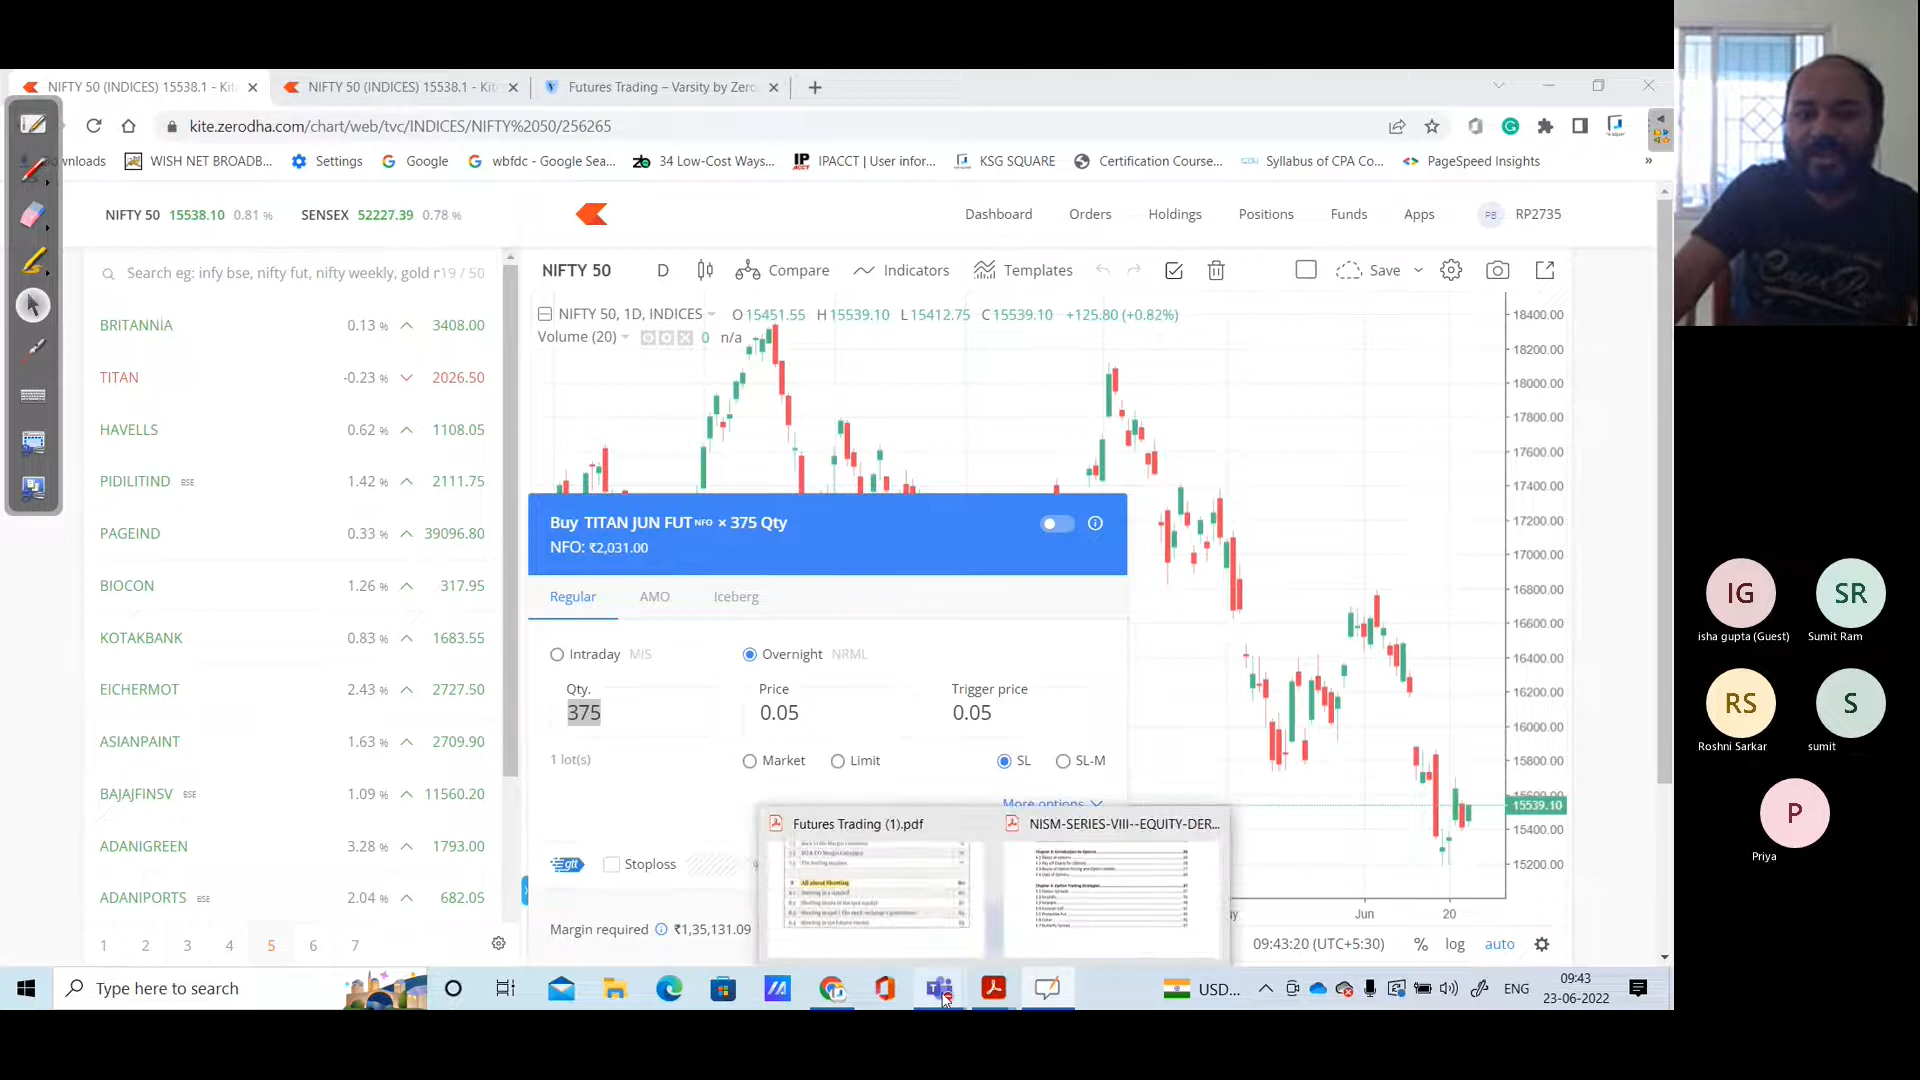 NIFTY 50 (INDICES) 15538.1 - Kit
NIFTY 50 (INDICES) 15538.1 - Kit
Futures Trading – Varsity by Zero
kite.zerodha.com/chart/web/tvc/INDICES/NIFTY%2050/256265
ownloads
WISH NET BROADB...
Settings
Google
wbfdc - Google Sea...
34 Low-Cost Ways...
IPACCT | User infor...
KSG SQUARE
Certification Course...
Syllabus of CPA Co...
PageSpeed Insights
»
NIFTY 50 15538.10 0.81 %
SENSEX 52227.39 0.78 %
Dashboard
Orders
Holdings
Positions
Funds
Apps
PB
RP2735
Search eg: infy bse, nifty fut, nifty weekly, gold r
19 / 50
BRITANNIA 0.13 % 3408.00
TITAN -0.23 % 2026.50
HAVELLS 0.62 % 1108.05
PIDILITIND BSE 1.42 % 2111.75
PAGEIND 0.33 % 39096.80
BIOCON 1.26 % 317.95
KOTAKBANK 0.83 % 1683.55
EICHERMOT 2.43 % 2727.50
ASIANPAINT 1.63 % 2709.90
BAJAJFINSV BSE 1.09 % 11560.20
ADANIGREEN 3.28 % 1793.00
ADANIPORTS BSE 2.04 % 682.05
1 2 3 4 5 6 7
NIFTY 50
D
Compare
Indicators
Templates
Save
NIFTY 50, 1D, INDICES
O 15451.55 H 15539.10 L 15412.75 C 15539.10 +125.80 (+0.82%)
Volume (20)
0 n/a
18400.00
18200.00
18000.00
17800.00
17600.00
17400.00
17200.00
17000.00
16800.00
16600.00
16400.00
16200.00
16000.00
15800.00
15600.00
15539.10
15400.00
15200.00
Jun
20
09:43:20 (UTC+5:30)
%
log
auto
Buy TITAN JUN FUT NFO × 375 Qty
NFO: ₹2,031.00
Regular
AMO
Iceberg
Intraday MIS
Overnight NRML
Qty.
375
Price
0.05
Trigger price
0.05
1 lot(s)
Market
Limit
SL
SL-M
More options
gtt
Stoploss
Margin required ₹1,35,131.09
Futures Trading (1).pdf
All about Shorting
NISM-SERIES-VIII--EQUITY-DER...
Type here to search
USD...
ENG
09:43
23-06-2022
IG
isha gupta (Guest)
SR
Sumit Ram
RS
Roshni Sarkar
S
sumit
P
Priya